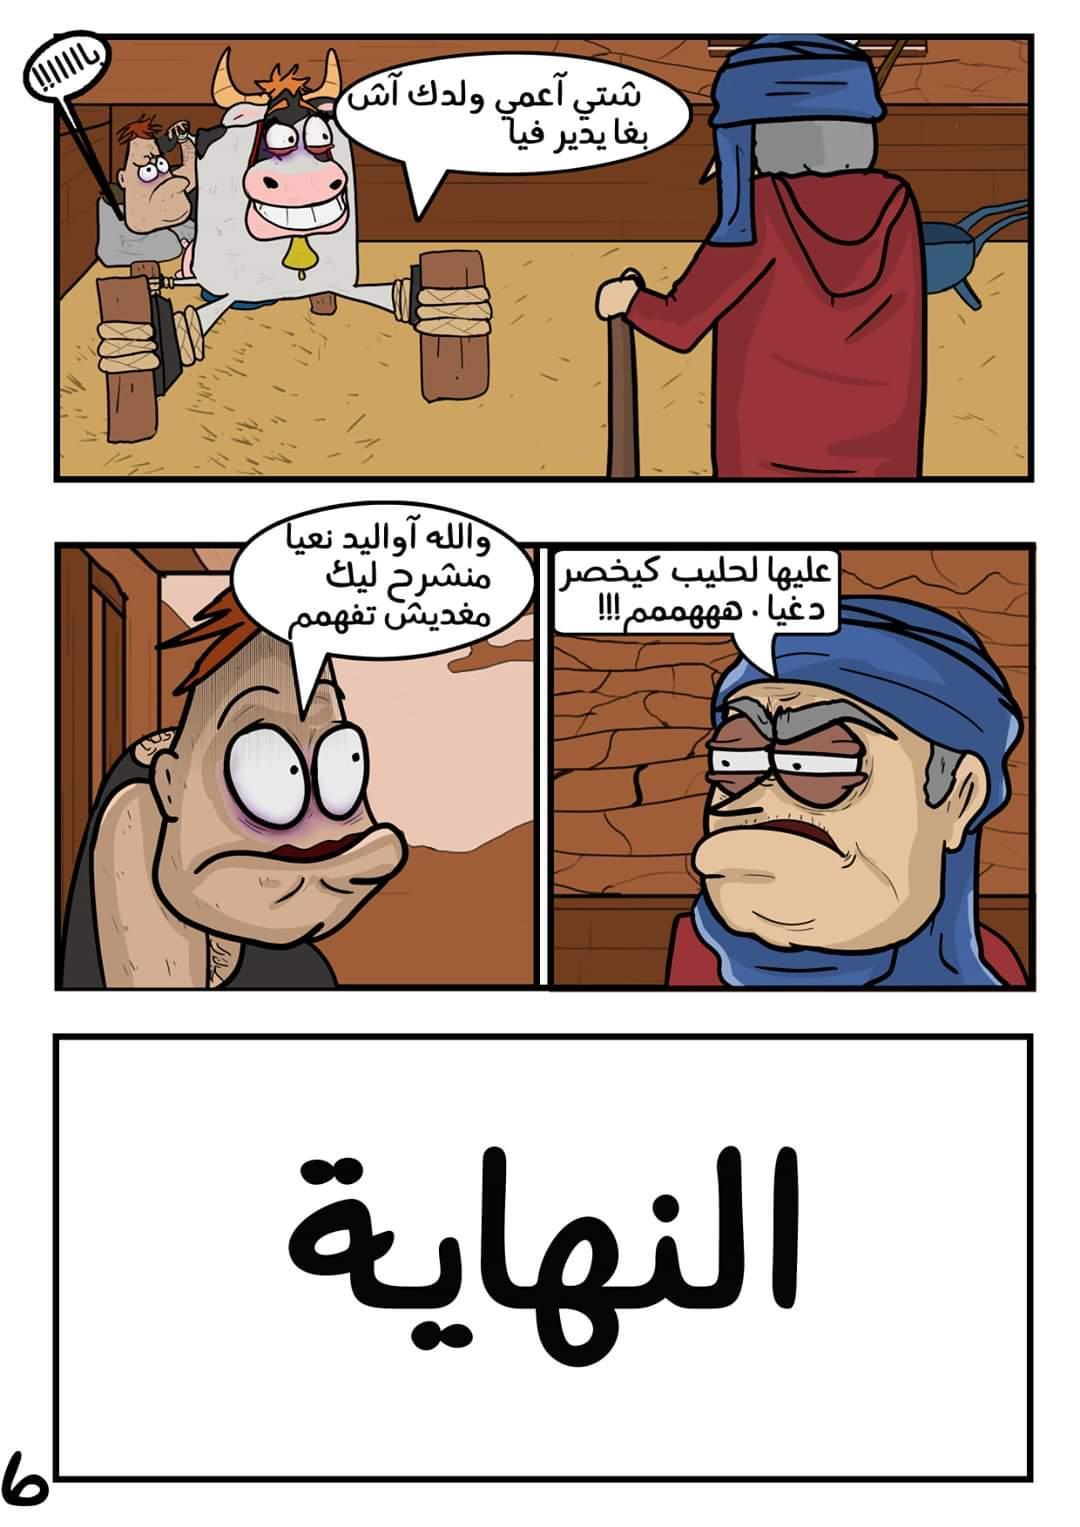 باااااا!!!
شتي آعمي ولدك آش
بغا يدير فيا
عليها لحليب كيخصر
دغيا. هههممم!!!
والله آواليد نعيا
منشرح ليك
مغديش تفهمم
النهاية
6